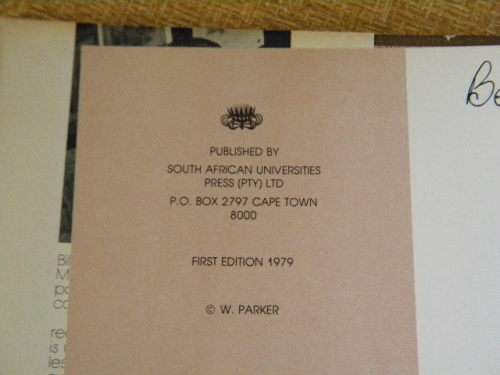 PUBLISHED BY
SOUTH AFRICAN UNIVERSITIES
PRESS (PTY) LTD
P.O. BOX 2797 CAPE TOWN
8000
FIRST EDITION 1979
© W. PARKER